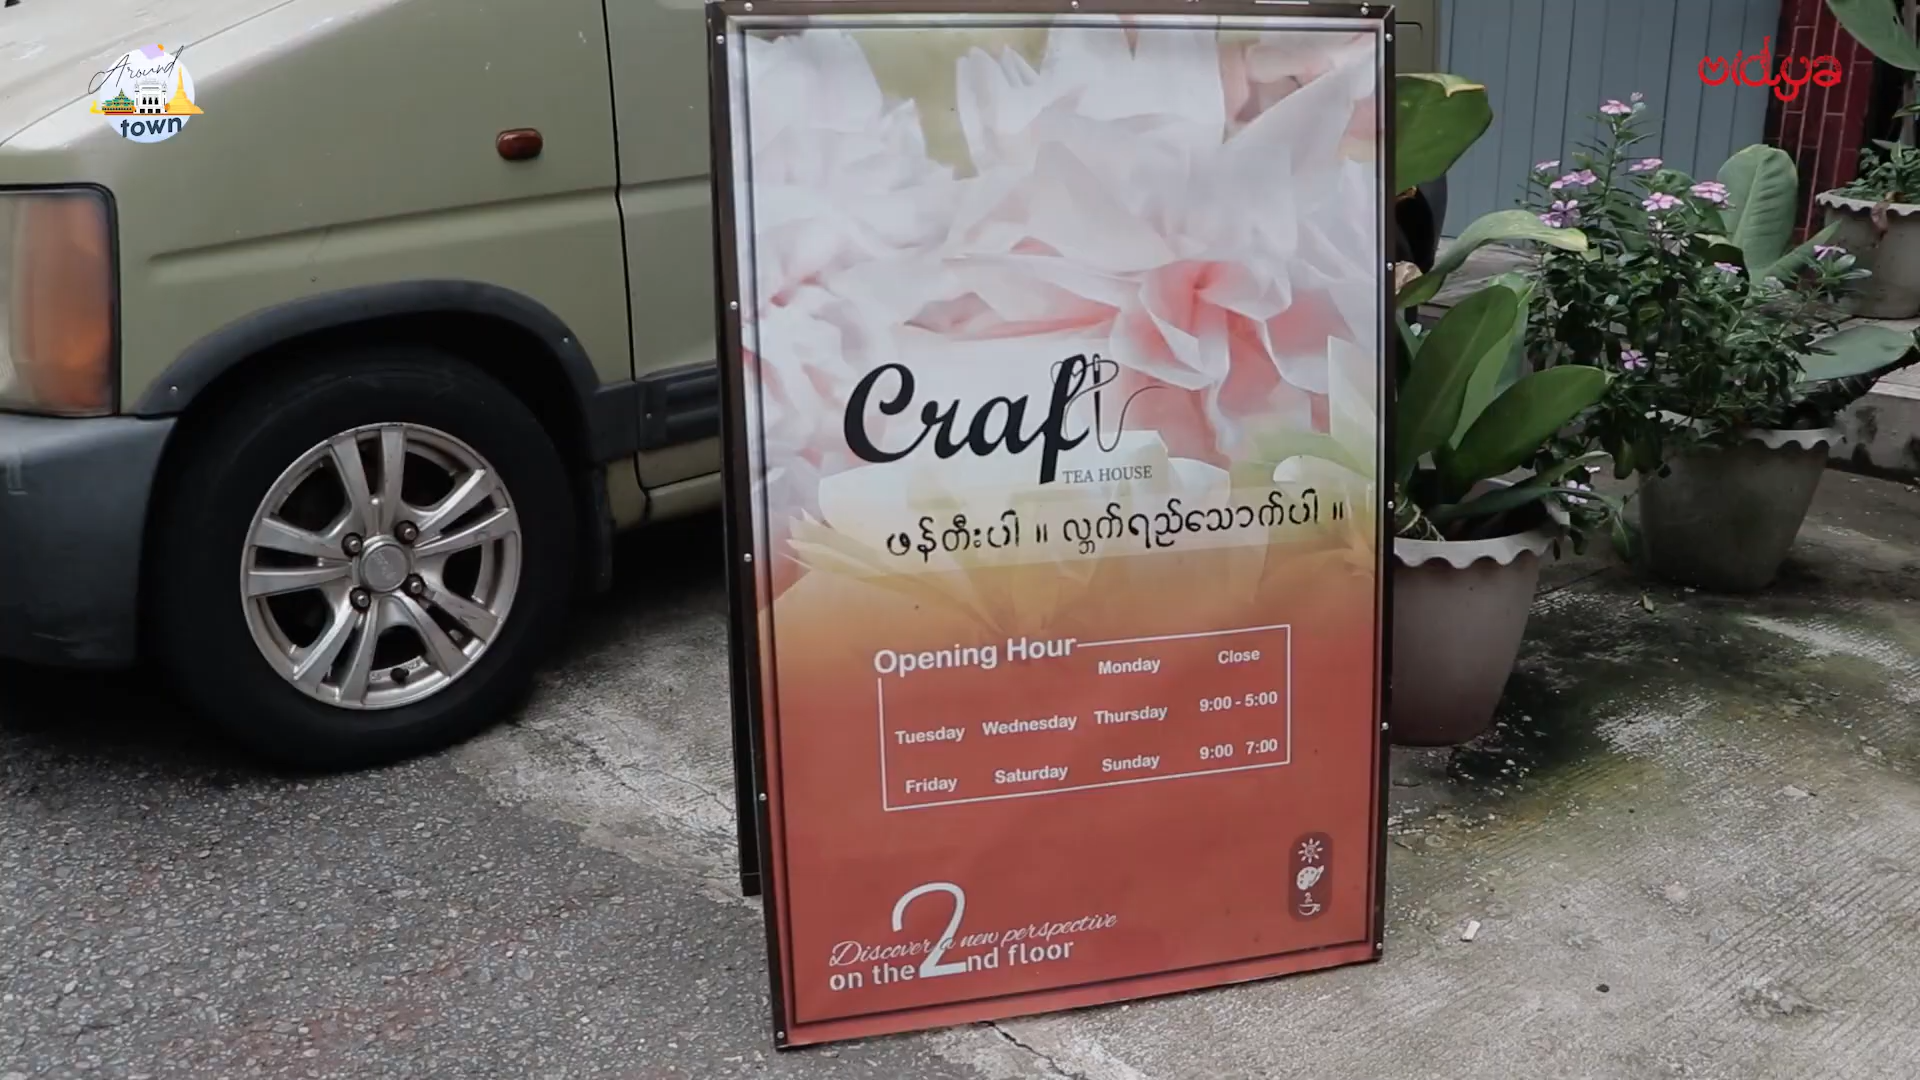 Around
town
vidya
Craft
TEA HOUSE
ဖန်တီးပါ ။ လ္ဘက်ရည်သောက်ပါ ။
Opening Hour
Monday Close
Tuesday Wednesday Thursday 9:00 - 5:00
Friday Saturday Sunday 9:00 7:00
Discover a new perspective
on the 2nd floor